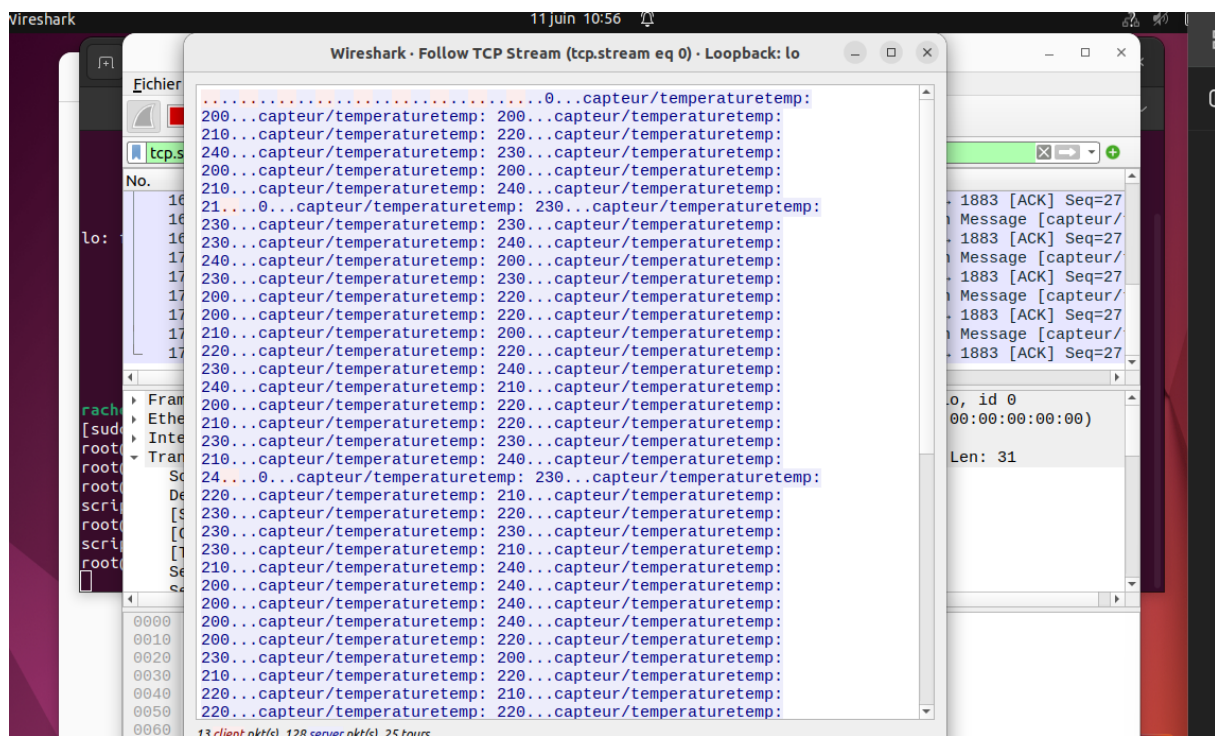 Wireshark
11 juin 10:56
Wireshark · Follow TCP Stream (tcp.stream eq 0) · Loopback: lo
Fichier
tcp.s
No.
lo:
..................................0...capteur/temperaturetemp:
200...capteur/temperaturetemp: 200...capteur/temperaturetemp:
210...capteur/temperaturetemp: 220...capteur/temperaturetemp:
240...capteur/temperaturetemp: 230...capteur/temperaturetemp:
200...capteur/temperaturetemp: 200...capteur/temperaturetemp:
210...capteur/temperaturetemp: 240...capteur/temperaturetemp:
21....0...capteur/temperaturetemp: 230...capteur/temperaturetemp:
230...capteur/temperaturetemp: 230...capteur/temperaturetemp:
230...capteur/temperaturetemp: 240...capteur/temperaturetemp:
240...capteur/temperaturetemp: 200...capteur/temperaturetemp:
230...capteur/temperaturetemp: 230...capteur/temperaturetemp:
200...capteur/temperaturetemp: 220...capteur/temperaturetemp:
200...capteur/temperaturetemp: 220...capteur/temperaturetemp:
210...capteur/temperaturetemp: 200...capteur/temperaturetemp:
220...capteur/temperaturetemp: 220...capteur/temperaturetemp:
230...capteur/temperaturetemp: 240...capteur/temperaturetemp:
240...capteur/temperaturetemp: 210...capteur/temperaturetemp:
200...capteur/temperaturetemp: 220...capteur/temperaturetemp:
210...capteur/temperaturetemp: 220...capteur/temperaturetemp:
230...capteur/temperaturetemp: 230...capteur/temperaturetemp:
210...capteur/temperaturetemp: 240...capteur/temperaturetemp:
24....0...capteur/temperaturetemp: 230...capteur/temperaturetemp:
220...capteur/temperaturetemp: 210...capteur/temperaturetemp:
230...capteur/temperaturetemp: 220...capteur/temperaturetemp:
230...capteur/temperaturetemp: 230...capteur/temperaturetemp:
230...capteur/temperaturetemp: 210...capteur/temperaturetemp:
210...capteur/temperaturetemp: 240...capteur/temperaturetemp:
200...capteur/temperaturetemp: 240...capteur/temperaturetemp:
200...capteur/temperaturetemp: 240...capteur/temperaturetemp:
200...capteur/temperaturetemp: 240...capteur/temperaturetemp:
200...capteur/temperaturetemp: 220...capteur/temperaturetemp:
230...capteur/temperaturetemp: 200...capteur/temperaturetemp:
210...capteur/temperaturetemp: 220...capteur/temperaturetemp:
220...capteur/temperaturetemp: 210...capteur/temperaturetemp:
220...capteur/temperaturetemp: 220...capteur/temperaturetemp:
13 client pkt(s), 128 server pkt(s), 25 tours.
1883 [ACK] Seq=27
Message [capteur/
1883 [ACK] Seq=27
Message [capteur/
1883 [ACK] Seq=27
Message [capteur/
1883 [ACK] Seq=27
Message [capteur/
1883 [ACK] Seq=27
Fram
Ethe
Inte
Tran
lo, id 0
00:00:00:00:00)
Len: 31
rach
[sud
root
root
root
scri
root
scri
root
0000
0010
0020
0030
0040
0050
0060